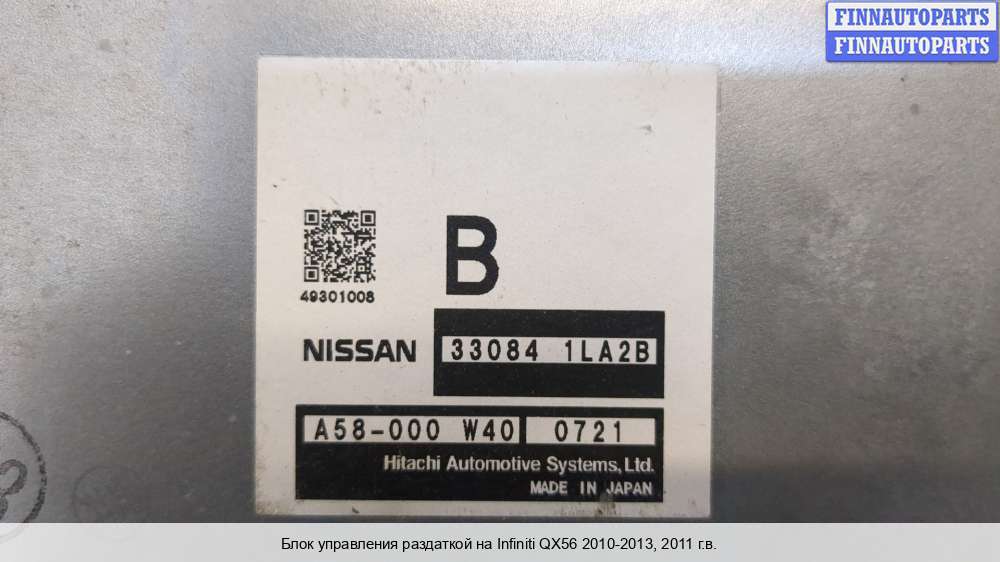 FINNAUTOPARTS
FINNAUTOPARTS
B
49301008
NISSAN 33084 1LA2B
A58-000 W40 0721
Hitachi Automotive Systems, Ltd.
MADE IN JAPAN
Блок управления раздаткой на Infiniti QX56 2010-2013, 2011 г.в.